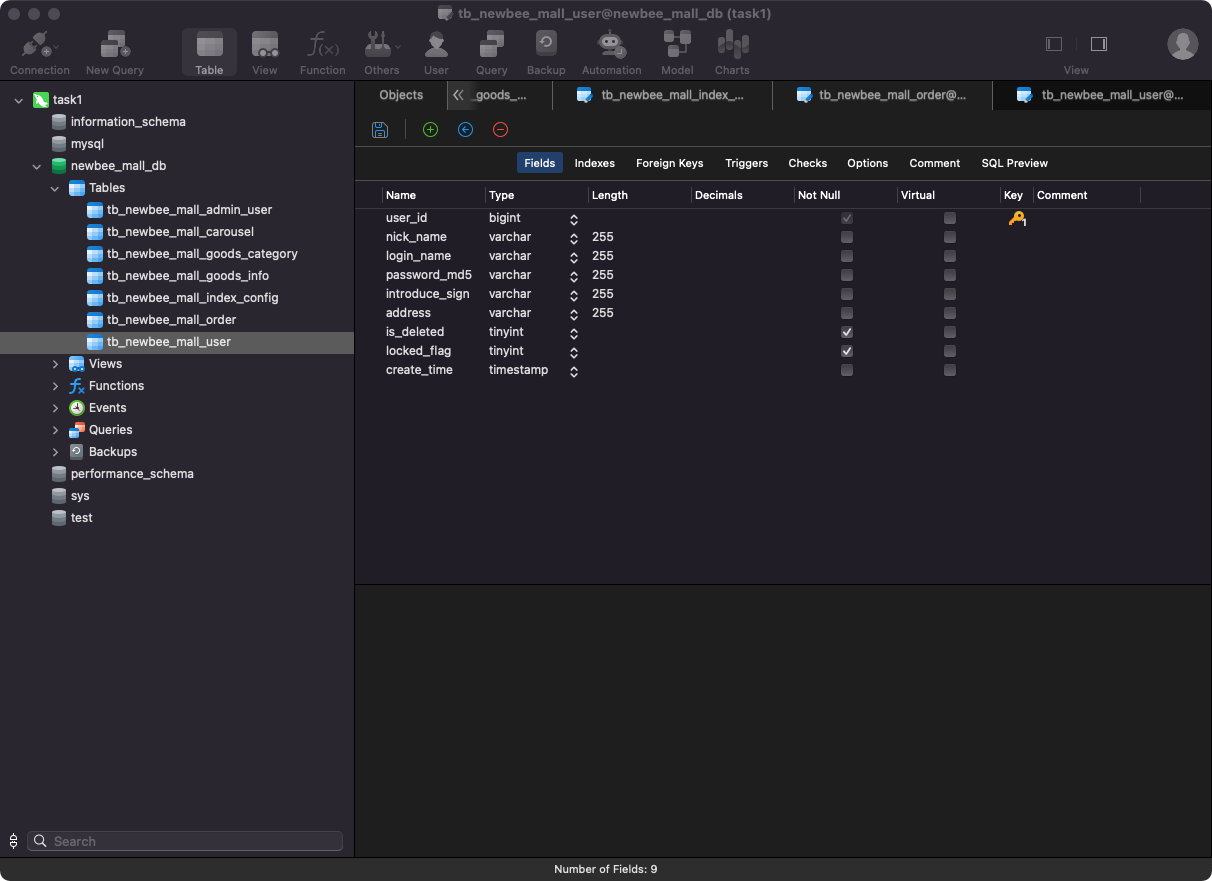 tb_newbee_mall_user@newbee_mall_db (task1)
Connection New Query Table View Function Others User Query Backup Automation Model Charts View
task1
information_schema
mysql
newbee_mall_db
Tables
tb_newbee_mall_admin_user
tb_newbee_mall_carousel
tb_newbee_mall_goods_category
tb_newbee_mall_goods_info
tb_newbee_mall_index_config
tb_newbee_mall_order
tb_newbee_mall_user
Views
Functions
Events
Queries
Backups
performance_schema
sys
test
Search
Objects _goods_... tb_newbee_mall_index_... tb_newbee_mall_order@... tb_newbee_mall_user@...
Fields Indexes Foreign Keys Triggers Checks Options Comment SQL Preview
Name Type Length Decimals Not Null Virtual Key Comment
user_id bigint 1
nick_name varchar 255
login_name varchar 255
password_md5 varchar 255
introduce_sign varchar 255
address varchar 255
is_deleted tinyint
locked_flag tinyint
create_time timestamp
Number of Fields: 9